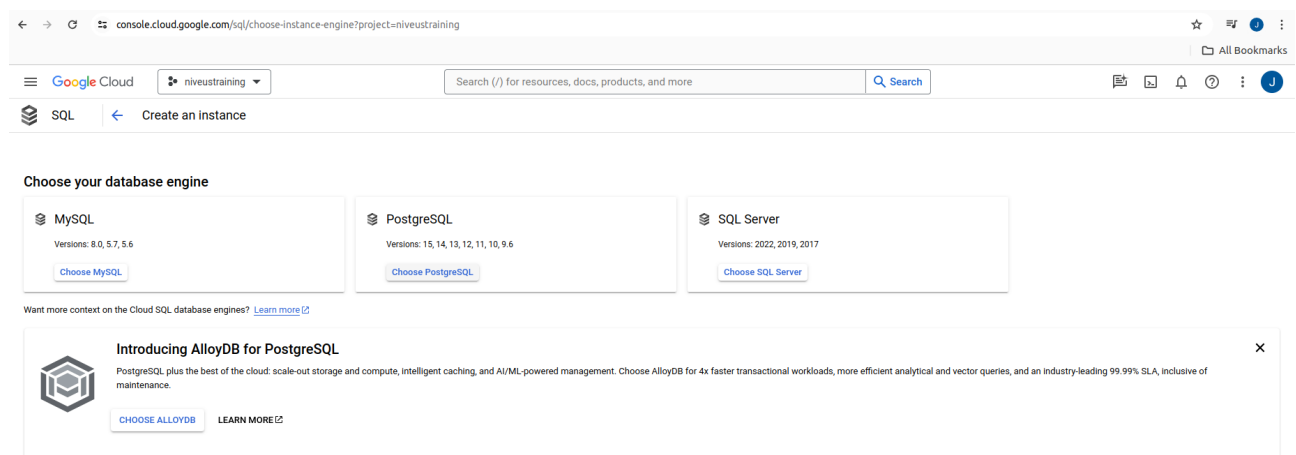 console.cloud.google.com/sql/choose-instance-engine?project=niveustraining
J
All Bookmarks
Google Cloud
niveustraining
Search (/) for resources, docs, products, and more
Search
J
SQL
Create an instance
Choose your database engine
MySQL
Versions: 8.0, 5.7, 5.6
Choose MySQL
PostgreSQL
Versions: 15, 14, 13, 12, 11, 10, 9.6
Choose PostgreSQL
SQL Server
Versions: 2022, 2019, 2017
Choose SQL Server
Want more context on the Cloud SQL database engines? Learn more
Introducing AlloyDB for PostgreSQL
PostgreSQL plus the best of the cloud: scale-out storage and compute, intelligent caching, and AI/ML-powered management. Choose AlloyDB for 4x faster transactional workloads, more efficient analytical and vector queries, and an industry-leading 99.99% SLA, inclusive of
maintenance.
CHOOSE ALLOYDB
LEARN MORE